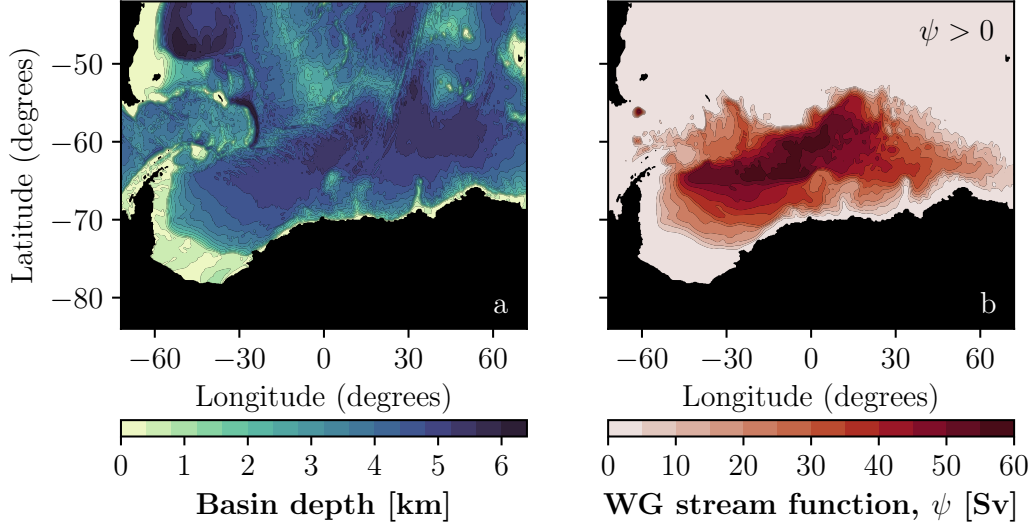 ψ > 0
−50
−60
−70
−80
Latitude (degrees)
a
b
−60 −30 0 30 60
−60 −30 0 30 60
Longitude (degrees)
Longitude (degrees)
0 1 2 3 4 5 6
0 10 20 30 40 50 60
Basin depth [km]
WG stream function, ψ [Sv]